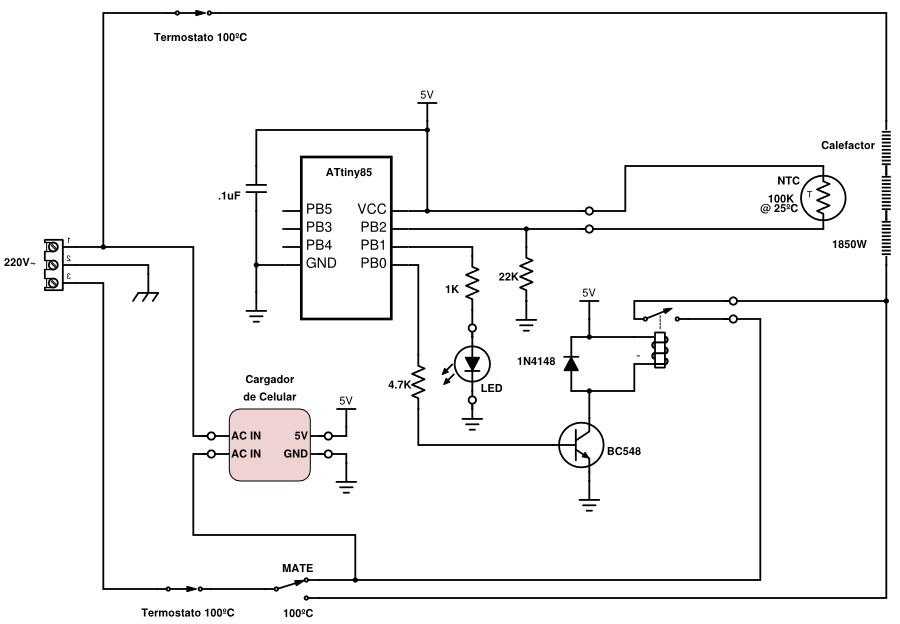 Termostato 100ºC
5V
Calefactor
ATtiny85
NTC
.1uF
PB5 VCC
T 100K
@ 25ºC
PB3 PB2
PB4 PB1
GND PB0
1
220V~
2
3
1850W
1K
22K
5V
1N4148
-
4.7K
LED
Cargador
de Celular
5V
AC IN 5V
AC IN GND
BC548
MATE
Termostato 100ºC
100ºC